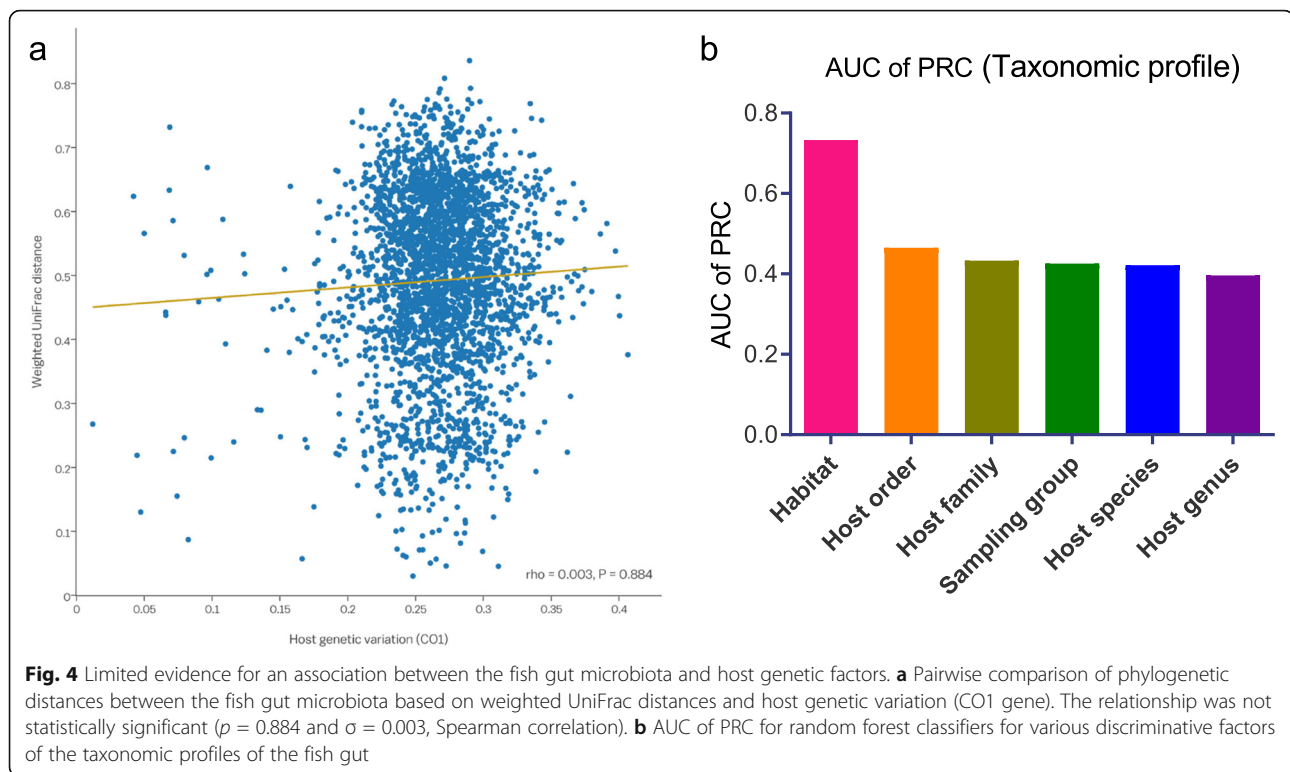 a
0.8
0.7
0.6
0.5
0.4
0.3
0.2
0.1
0
Weighted UniFrac distance
rho = 0.003, P = 0.884
0 0.05 0.1 0.15 0.2 0.25 0.3 0.35 0.4
Host genetic variation (CO1)
b
AUC of PRC (Taxonomic profile)
0.8
0.6
0.4
0.2
0.0
AUC of PRC
Habitat
Host order
Host family
Sampling group
Host species
Host genus
Fig. 4 Limited evidence for an association between the fish gut microbiota and host genetic factors. a Pairwise comparison of phylogenetic
distances between the fish gut microbiota based on weighted UniFrac distances and host genetic variation (CO1 gene). The relationship was not
statistically significant (p = 0.884 and σ = 0.003, Spearman correlation). b AUC of PRC for random forest classifiers for various discriminative factors
of the taxonomic profiles of the fish gut